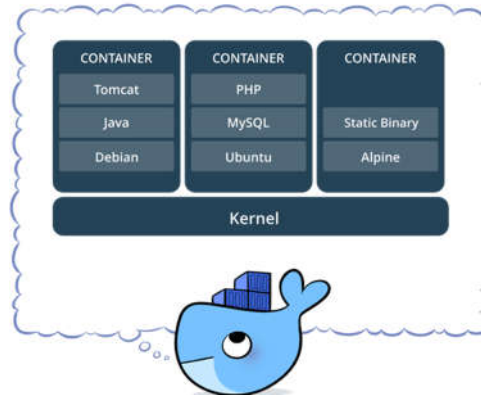 CONTAINER
Tomcat
Java
Debian
CONTAINER
PHP
MySQL
Ubuntu
CONTAINER
Static Binary
Alpine
Kernel